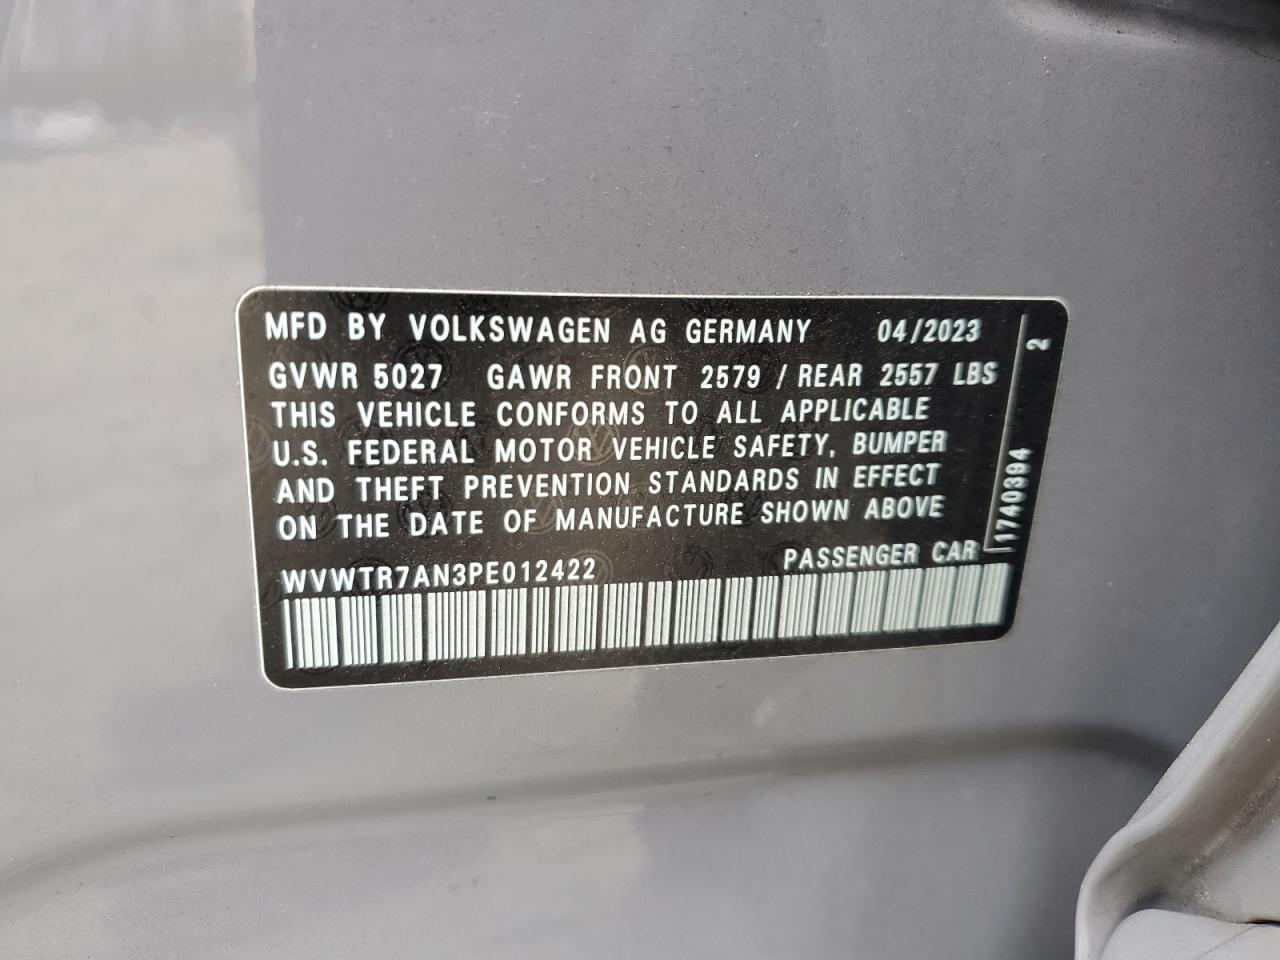 MFD BY VOLKSWAGEN AG GERMANY 04/2023
GVWR 5027 GAWR FRONT 2579 / REAR 2557 LBS
THIS VEHICLE CONFORMS TO ALL APPLICABLE
U.S. FEDERAL MOTOR VEHICLE SAFETY, BUMPER
AND THEFT PREVENTION STANDARDS IN EFFECT
ON THE DATE OF MANUFACTURE SHOWN ABOVE
WVWTR7AN3PE012422 PASSENGER CAR
1740394 2